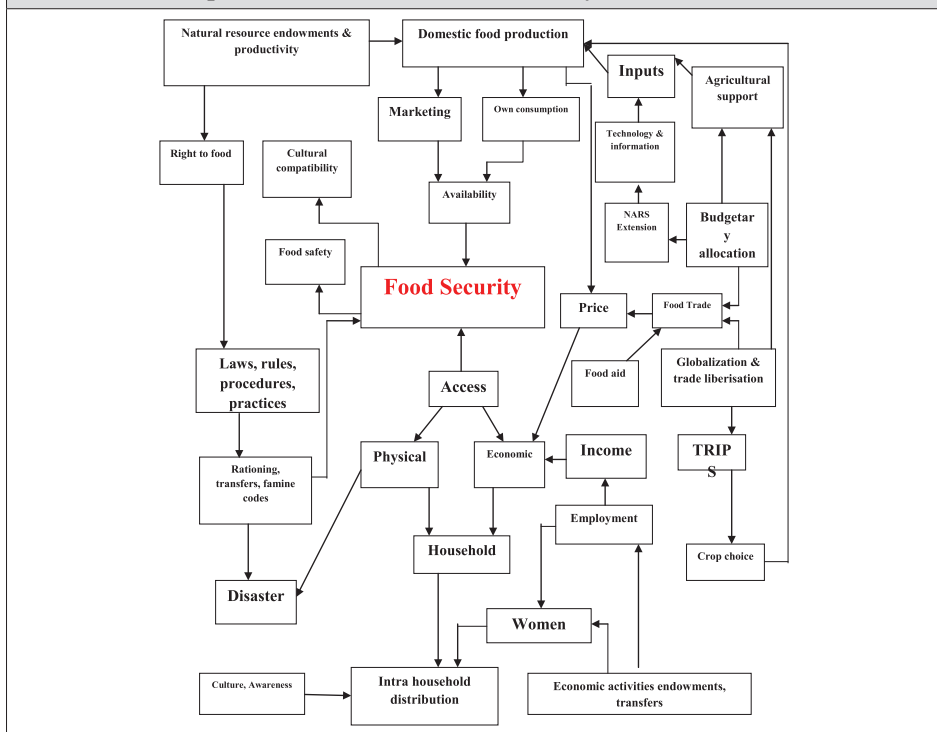 Natural resource endowments &
productivity
Domestic food production
Inputs
Agricultural
support
Marketing
Own consumption
Technology &
information
Right to food
Cultural
compatibility
Availability
NARS
Extension
Budgetar
y
allocation
Food safety
Food Security
Price
Food Trade
Laws, rules,
procedures,
practices
Access
Food aid
Globalization &
trade liberisation
Rationing,
transfers, famine
codes
Physical
Economic
Income
TRIP
S
Employment
Household
Crop choice
Disaster
Women
Culture, Awareness
Intra household
distribution
Economic activities endowments,
transfers